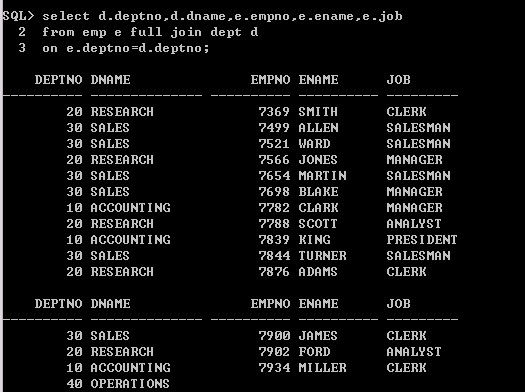 SQL> select d.deptno,d.dname,e.empno,e.ename,e.job
  2  from emp e full join dept d
  3  on e.deptno=d.deptno;
    DEPTNO DNAME               EMPNO ENAME      JOB
---------- -------------- ---------- ---------- ---------
        20 RESEARCH             7369 SMITH      CLERK
        30 SALES                7499 ALLEN      SALESMAN
        30 SALES                7521 WARD       SALESMAN
        20 RESEARCH             7566 JONES      MANAGER
        30 SALES                7654 MARTIN     SALESMAN
        30 SALES                7698 BLAKE      MANAGER
        10 ACCOUNTING           7782 CLARK      MANAGER
        20 RESEARCH             7788 SCOTT      ANALYST
        10 ACCOUNTING           7839 KING       PRESIDENT
        30 SALES                7844 TURNER     SALESMAN
        20 RESEARCH             7876 ADAMS      CLERK
    DEPTNO DNAME               EMPNO ENAME      JOB
---------- -------------- ---------- ---------- ---------
        30 SALES                7900 JAMES      CLERK
        20 RESEARCH             7902 FORD       ANALYST
        10 ACCOUNTING           7934 MILLER     CLERK
        40 OPERATIONS